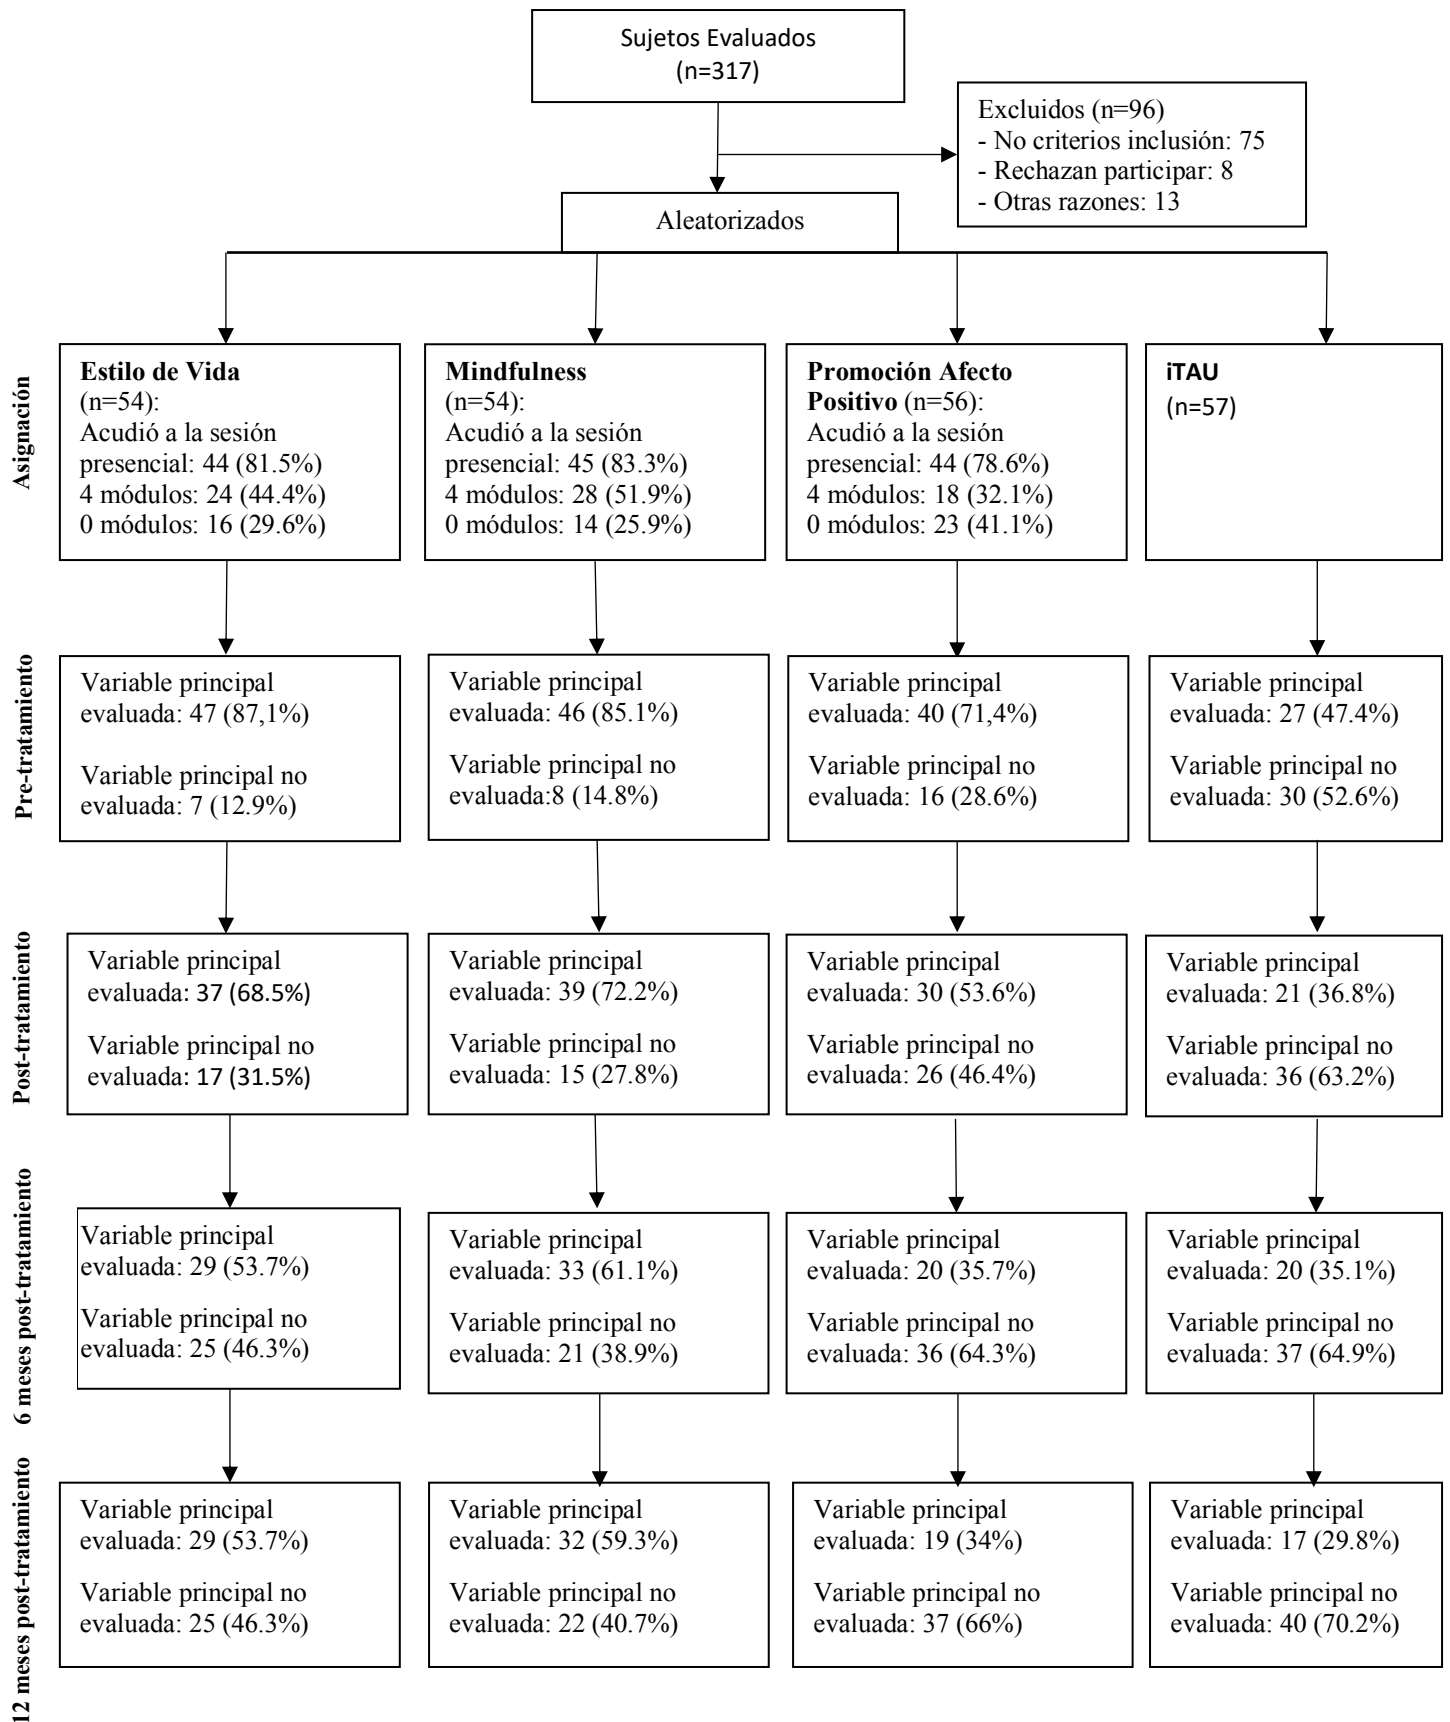 Sujetos Evaluados
(n=317)
Excluidos (n=96)
- No criterios inclusión: 75
- Rechazan participar: 8
- Otras razones: 13
Aleatorizados
Asignación
Estilo de Vida
(n=54):
Acudió a la sesión
presencial: 44 (81.5%)
4 módulos: 24 (44.4%)
0 módulos: 16 (29.6%)
Mindfulness
(n=54):
Acudió a la sesión
presencial: 45 (83.3%)
4 módulos: 28 (51.9%)
0 módulos: 14 (25.9%)
Promoción Afecto
Positivo (n=56):
Acudió a la sesión
presencial: 44 (78.6%)
4 módulos: 18 (32.1%)
0 módulos: 23 (41.1%)
iTAU
(n=57)
Pre-tratamiento
Variable principal
evaluada: 47 (87,1%)
Variable principal no
evaluada: 7 (12.9%)
Variable principal
evaluada: 46 (85.1%)
Variable principal no
evaluada:8 (14.8%)
Variable principal
evaluada: 40 (71,4%)
Variable principal no
evaluada: 16 (28.6%)
Variable principal
evaluada: 27 (47.4%)
Variable principal no
evaluada: 30 (52.6%)
Post-tratamiento
Variable principal
evaluada: 37 (68.5%)
Variable principal no
evaluada: 17 (31.5%)
Variable principal
evaluada: 39 (72.2%)
Variable principal no
evaluada: 15 (27.8%)
Variable principal
evaluada: 30 (53.6%)
Variable principal no
evaluada: 26 (46.4%)
Variable principal
evaluada: 21 (36.8%)
Variable principal no
evaluada: 36 (63.2%)
6 meses post-tratamiento
Variable principal
evaluada: 29 (53.7%)
Variable principal no
evaluada: 25 (46.3%)
Variable principal
evaluada: 33 (61.1%)
Variable principal no
evaluada: 21 (38.9%)
Variable principal
evaluada: 20 (35.7%)
Variable principal no
evaluada: 36 (64.3%)
Variable principal
evaluada: 20 (35.1%)
Variable principal no
evaluada: 37 (64.9%)
12 meses post-tratamiento
Variable principal
evaluada: 29 (53.7%)
Variable principal no
evaluada: 25 (46.3%)
Variable principal
evaluada: 32 (59.3%)
Variable principal no
evaluada: 22 (40.7%)
Variable principal
evaluada: 19 (34%)
Variable principal no
evaluada: 37 (66%)
Variable principal
evaluada: 17 (29.8%)
Variable principal no
evaluada: 40 (70.2%)